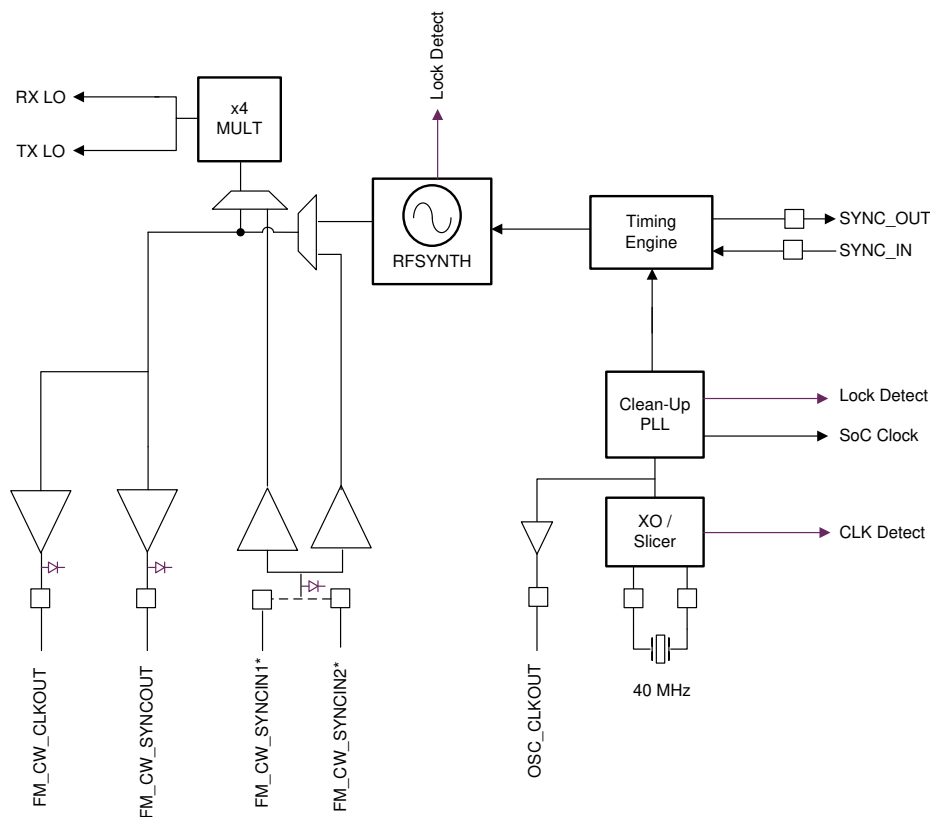 Lock Detect
RX LO
TX LO
x4
MULT
RFSYNTH
Timing
Engine
SYNC_OUT
SYNC_IN
Clean-Up
PLL
Lock Detect
SoC Clock
XO /
Slicer
CLK Detect
40 MHz
FM_CW_CLKOUT
FM_CW_SYNCOUT
FM_CW_SYNCIN1*
FM_CW_SYNCIN2*
OSC_CLKOUT